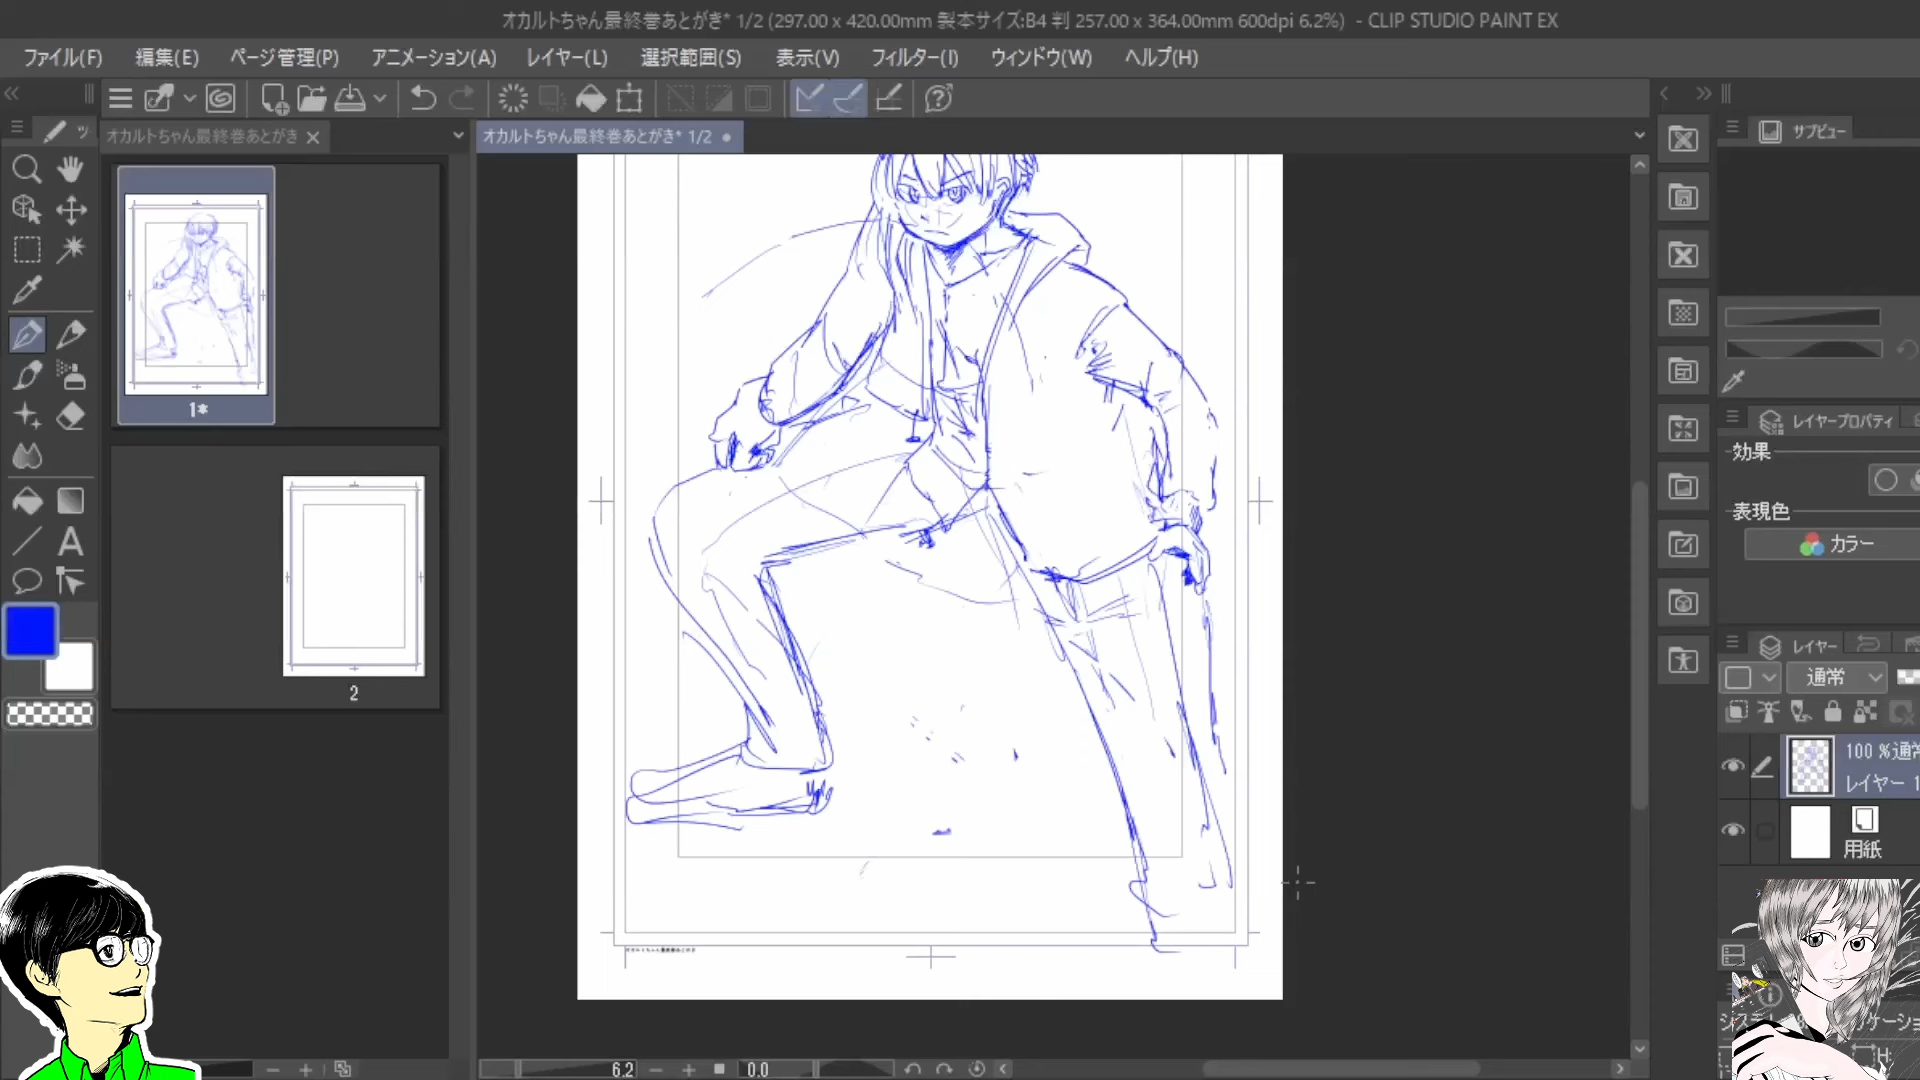 オカルトちゃん最終巻あとがき* 1/2 (297.00 x 420.00mm 製本サイズ:B4 判 257.00 x 364.00mm 600dpi 6.2%) - CLIP STUDIO PAINT EX
ファイル(F) 編集(E) ページ管理(P) アニメーション(A) レイヤー(L) 選択範囲(S) 表示(V) フィルター(I) ウィンドウ(W) ヘルプ(H)
ツ オカルトちゃん最終巻あとがき オカルトちゃん最終巻あとがき* 1/2 サブビュー
1*
2
レイヤープロパティ
効果
表現色
カラー
レイヤー
通常
100 %通常
レイヤー 1
用紙
6.2 0.0